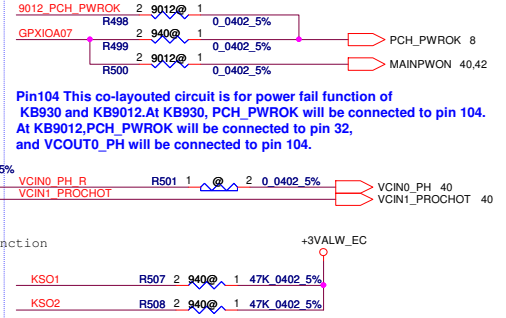 9012_PCH_PWROK 2 9012@ 1
R498 0_0402_5%
GPXIOA07 2 940@ 1 PCH_PWROK 8
R499 0_0402_5%
2 9012@ 1 MAINPWON 40,42
R500 0_0402_5%
Pin104 This co-layouted circuit is for power fail function of
KB930 and KB9012.At KB930, PCH_PWROK will be connected to pin 104.
At KB9012,PCH_PWROK will be connected to pin 32,
and VCOUT0_PH will be connected to pin 104.
5%
VCIN0_PH_R R501 1 @ 2 0_0402_5% VCIN0_PH 40
VCIN1_PROCHOT VCIN1_PROCHOT 40
nction
+3VALW_EC
KSO1 R507 2 940@ 1 47K_0402_5%
KSO2 R508 2 940@ 1 47K_0402_5%